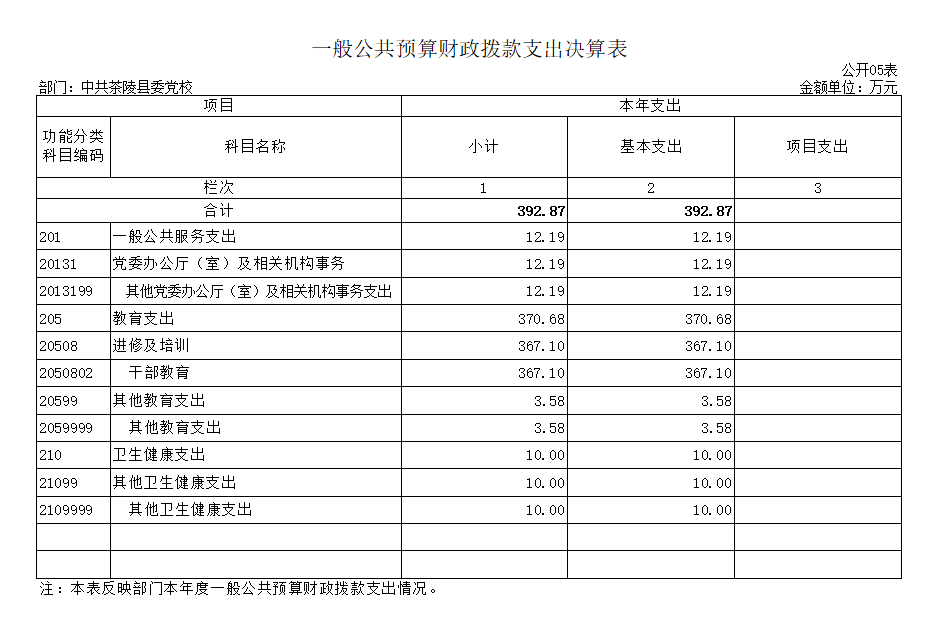 一般公共预算财政拨款支出决算表
公开05表
部门：中共茶陵县委党校 金额单位：万元
项目 本年支出
功能分类科目编码 科目名称 小计 基本支出 项目支出
栏次 1 2 3
合计 392.87 392.87
201 一般公共服务支出 12.19 12.19
20131 党委办公厅（室）及相关机构事务 12.19 12.19
2013199 其他党委办公厅（室）及相关机构事务支出 12.19 12.19
205 教育支出 370.68 370.68
20508 进修及培训 367.10 367.10
2050802 干部教育 367.10 367.10
20599 其他教育支出 3.58 3.58
2059999 其他教育支出 3.58 3.58
210 卫生健康支出 10.00 10.00
21099 其他卫生健康支出 10.00 10.00
2109999 其他卫生健康支出 10.00 10.00
注：本表反映部门本年度一般公共预算财政拨款支出情况。